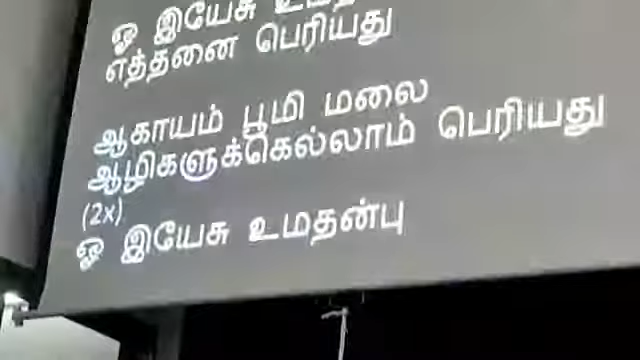 ஓ இயேசு
எத்தனை பெரியது
ஆகாயம் பூமி மலை
ஆழிகளுக்கெல்லாம் பெரியது
(2x)
ஓ இயேசு உமதன்பு